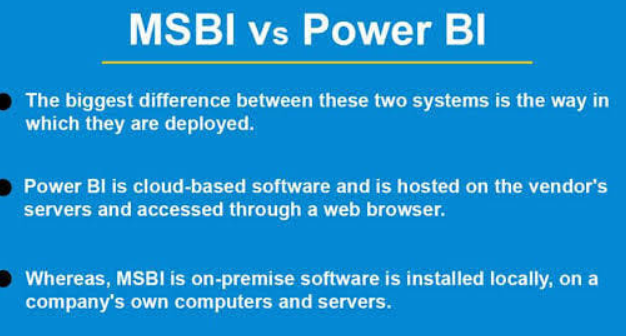 MSBI vs Power BI
The biggest difference between these two systems is the way in
which they are deployed.
Power BI is cloud-based software and is hosted on the vendor's
servers and accessed through a web browser.
Whereas, MSBI is on-premise software is installed locally, on a
company's own computers and servers.